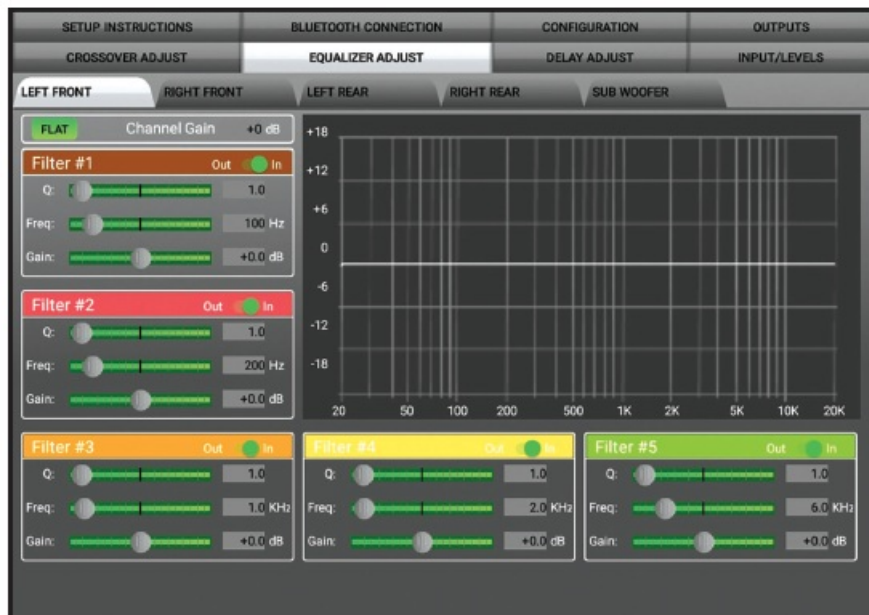 SETUP INSTRUCTIONS BLUETOOTH CONNECTION CONFIGURATION OUTPUTS
CROSSOVER ADJUST EQUALIZER ADJUST DELAY ADJUST INPUT/LEVELS
LEFT FRONT RIGHT FRONT LEFT REAR RIGHT REAR SUB WOOFER
FLAT Channel Gain +0 dB
Filter #1 Out In
Q: 1.0
Freq: 100 Hz
Gain: +0.0 dB
Filter #2 Out In
Q: 1.0
Freq: 200 Hz
Gain: +0.0 dB
+18
+12
+6
0
-6
-12
-18
20 50 100 200 500 1K 2K 5K 10K 20K
Filter #3 Out In
Q: 1.0
Freq: 1.0 KHz
Gain: +0.0 dB
Filter #4 Out In
Q: 1.0
Freq: 2.0 KHz
Gain: +0.0 dB
Filter #5 Out In
Q: 1.0
Freq: 6.0 KHz
Gain: +0.0 dB